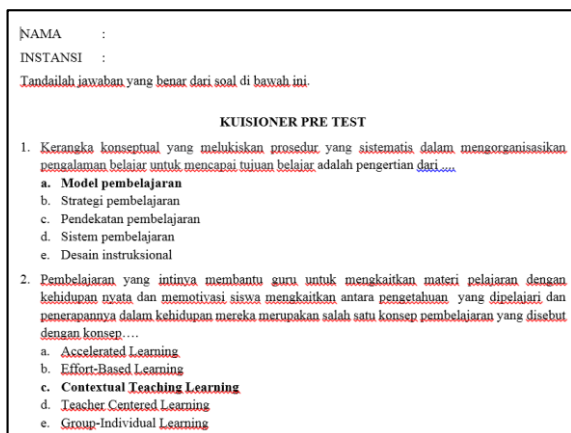 NAMA :
INSTANSI :
Tandailah jawaban yang benar dari soal di bawah ini.
KUISIONER PRE TEST
1. Kerangka konseptual yang melukiskan prosedur yang sistematis dalam mengorganisasikan
pengalaman belajar untuk mencapai tujuan belajar adalah pengertian dari ....
a. Model pembelajaran
b. Strategi pembelajaran
c. Pendekatan pembelajaran
d. Sistem pembelajaran
e. Desain instruksional
2. Pembelajaran yang intinya membantu guru untuk mengkaitkan materi pelajaran dengan
kehidupan nyata dan memotivasi siswa mengkaitkan antara pengetahuan yang dipelajari dan
penerapannya dalam kehidupan mereka merupakan salah satu konsep pembelajaran yang disebut
dengan konsep….
a. Accelerated Learning
b. Effort-Based Learning
c. Contextual Teaching Learning
d. Teacher Centered Learning
e. Group-Individual Learning